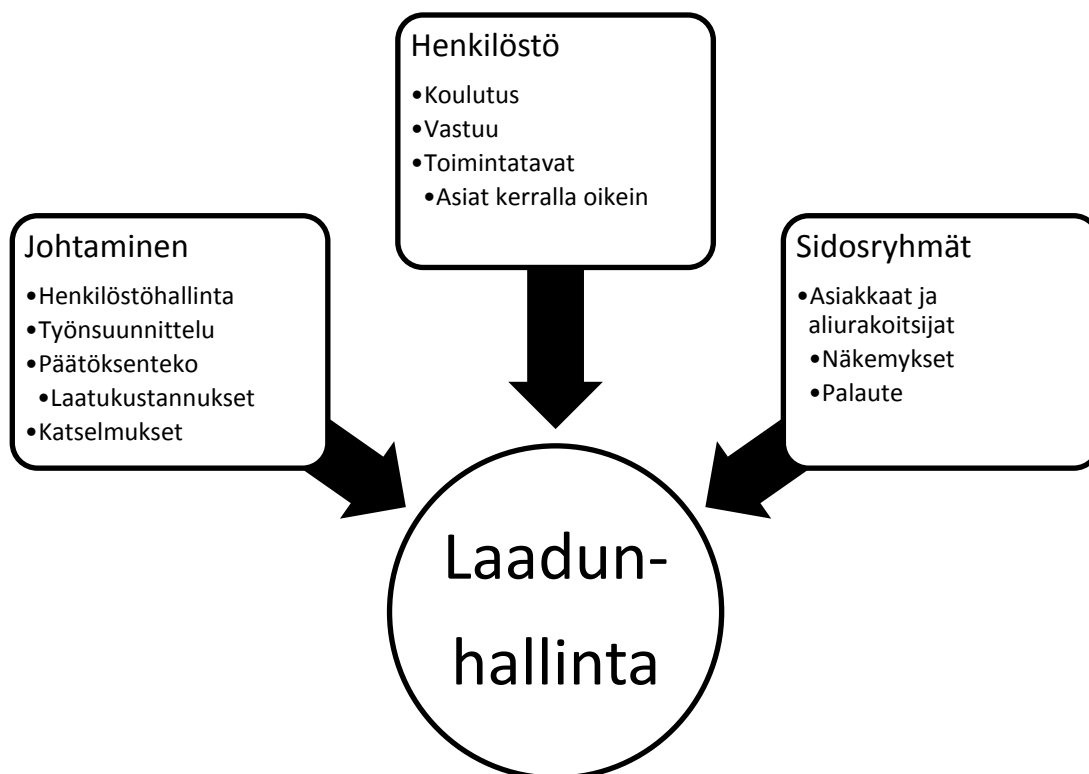 Henkilöstö
•Koulutus
•Vastuu
•Toimintatavat
•Asiat kerralla oikein
Johtaminen
•Henkilöstöhallinta
•Työnsuunnittelu
•Päätöksenteko
•Laatukustannukset
•Katselmukset
Sidosryhmät
•Asiakkaat ja
aliurakoitsijat
•Näkemykset
•Palaute
Laadun-
hallinta